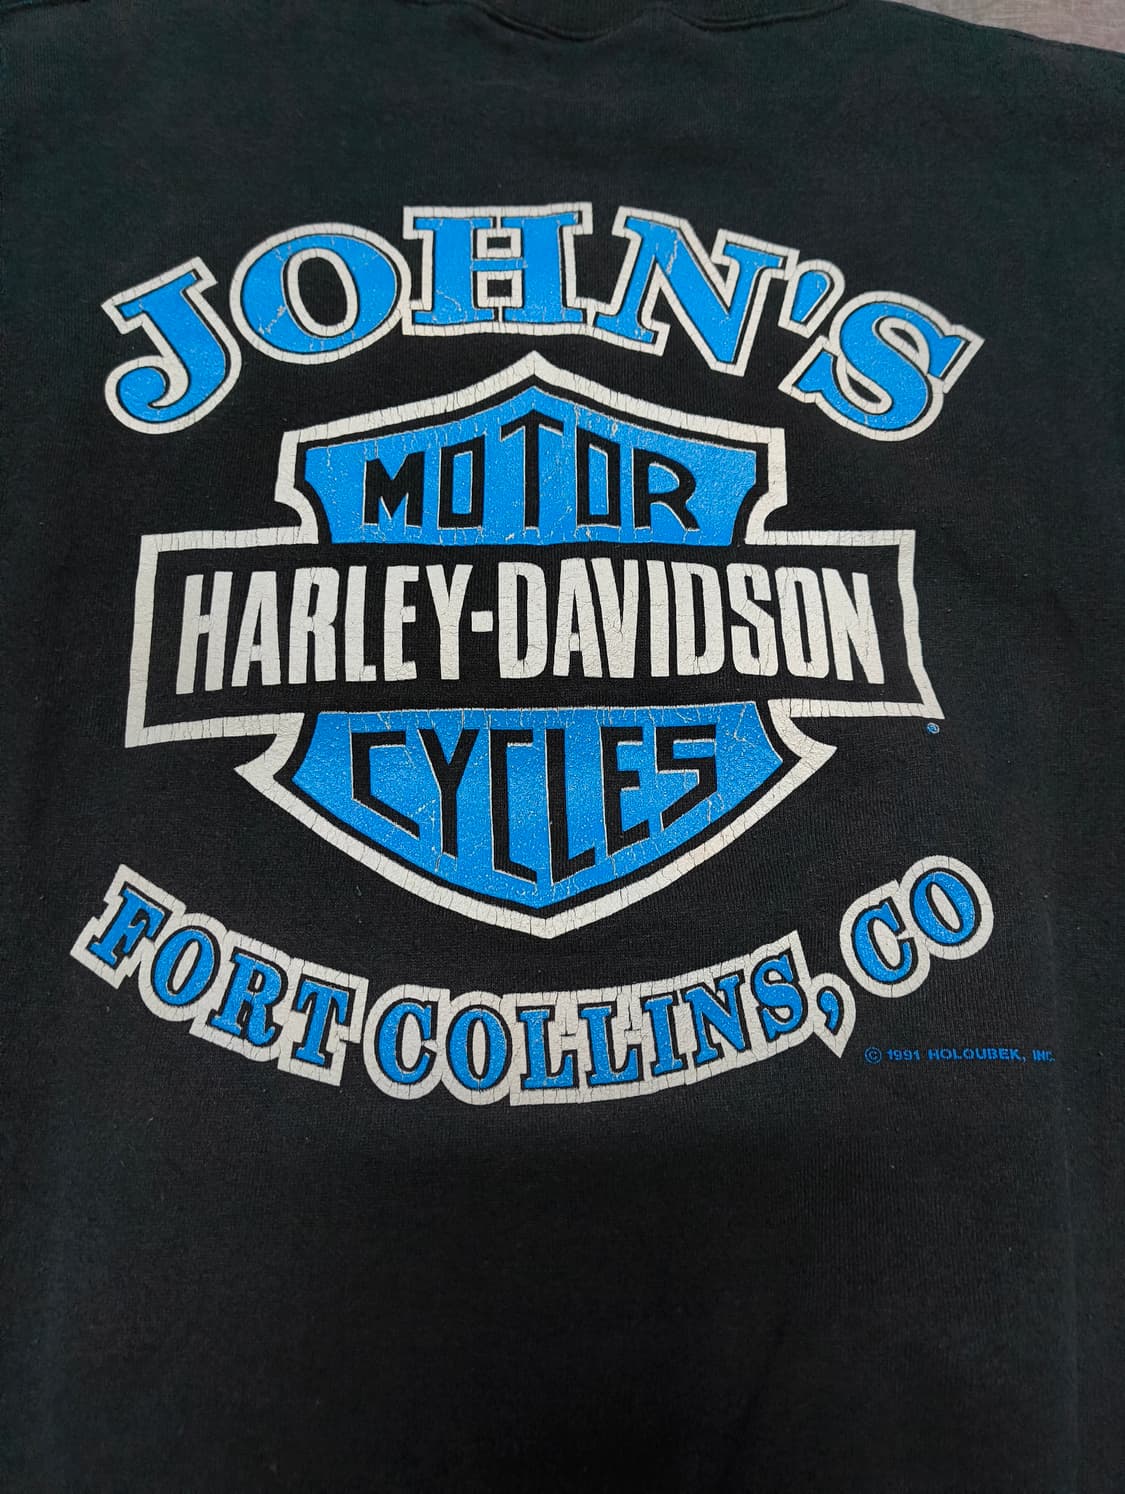 JOHN'S
MOTOR
HARLEY-DAVIDSON
®
CYCLES
FORT COLLINS, CO
© 1991 HOLOUBEK, INC.